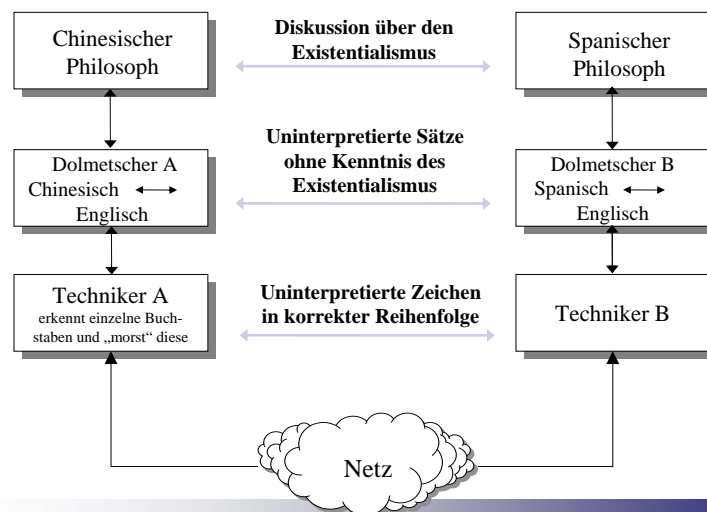 Chinesischer
Philosoph
Diskussion über den
Existentialismus
Spanischer
Philosoph
Dolmetscher A
Chinesisch
Englisch
Uninterpretierte Sätze
ohne Kenntnis des
Existentialismus
Dolmetscher B
Spanisch
Englisch
Techniker A
erkennt einzelne Buch-
staben und „morst“ diese
Uninterpretierte Zeichen
in korrekter Reihenfolge
Techniker B
Netz